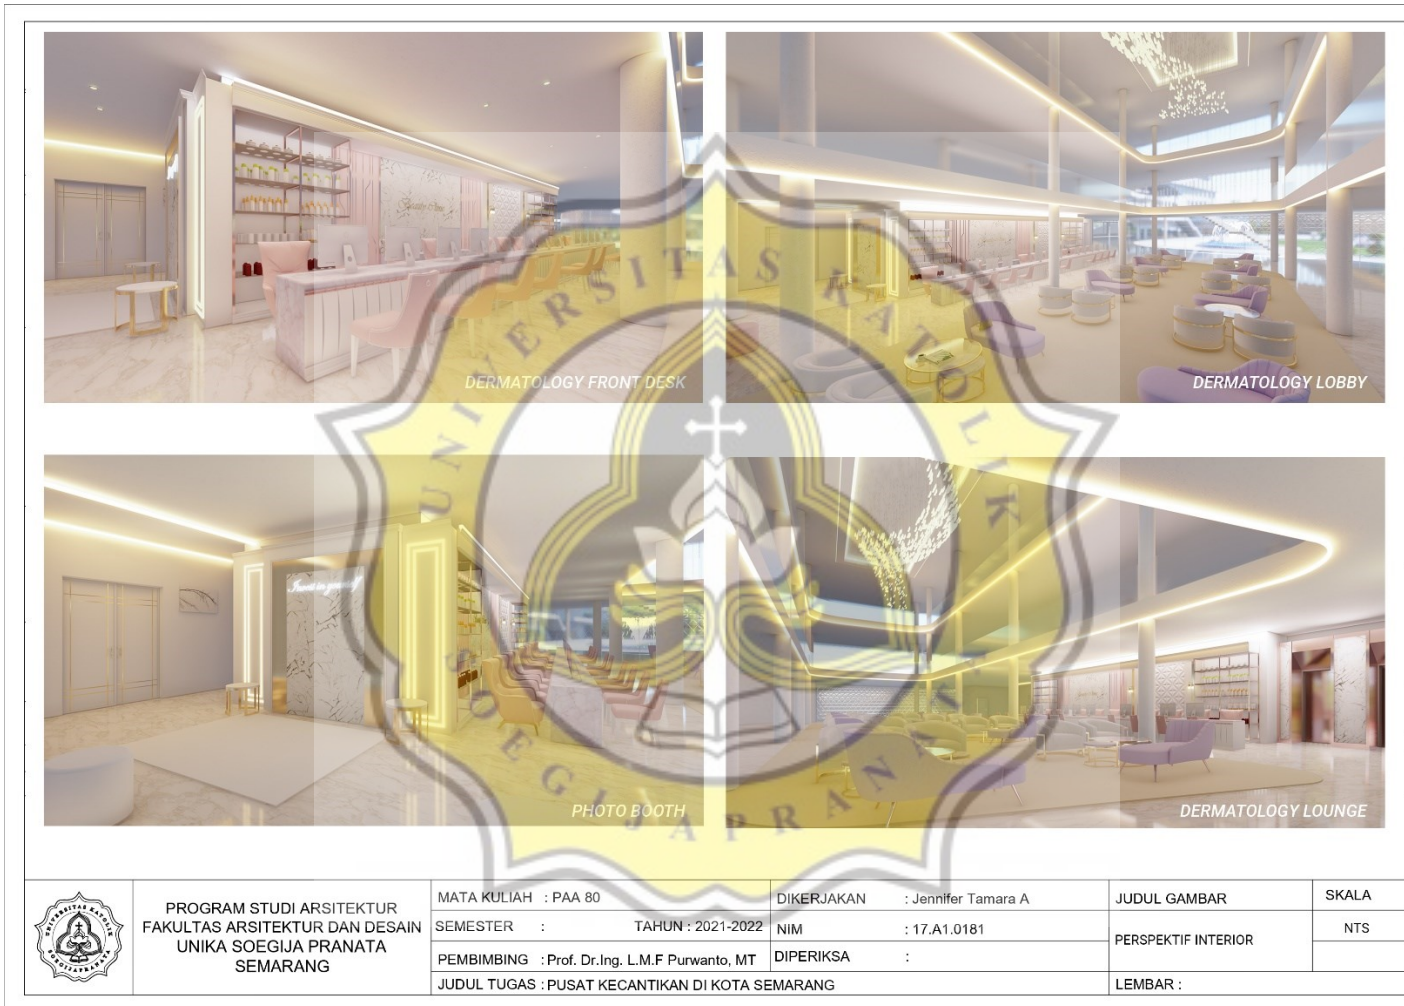 DERMATOLOGY FRONT DESK
DERMATOLOGY LOBBY
PHOTO BOOTH
DERMATOLOGY LOUNGE
UNIVERSITAS KATOLIK
SOEGIJAPRANATA
PROGRAM STUDI ARSITEKTUR
FAKULTAS ARSITEKTUR DAN DESAIN
UNIKA SOEGIJA PRANATA
SEMARANG
MATA KULIAH : PAA 80
SEMESTER : TAHUN : 2021-2022
PEMBIMBING : Prof. Dr.Ing. L.M.F Purwanto, MT
JUDUL TUGAS : PUSAT KECANTIKAN DI KOTA SEMARANG
DIKERJAKAN : Jennifer Tamara A
NIM : 17.A1.0181
DIPERIKSA :
JUDUL GAMBAR
PERSPEKTIF INTERIOR
LEMBAR :
SKALA
NTS
UNIVERSITAS KATOLIK
SOEGIJAPRANATA